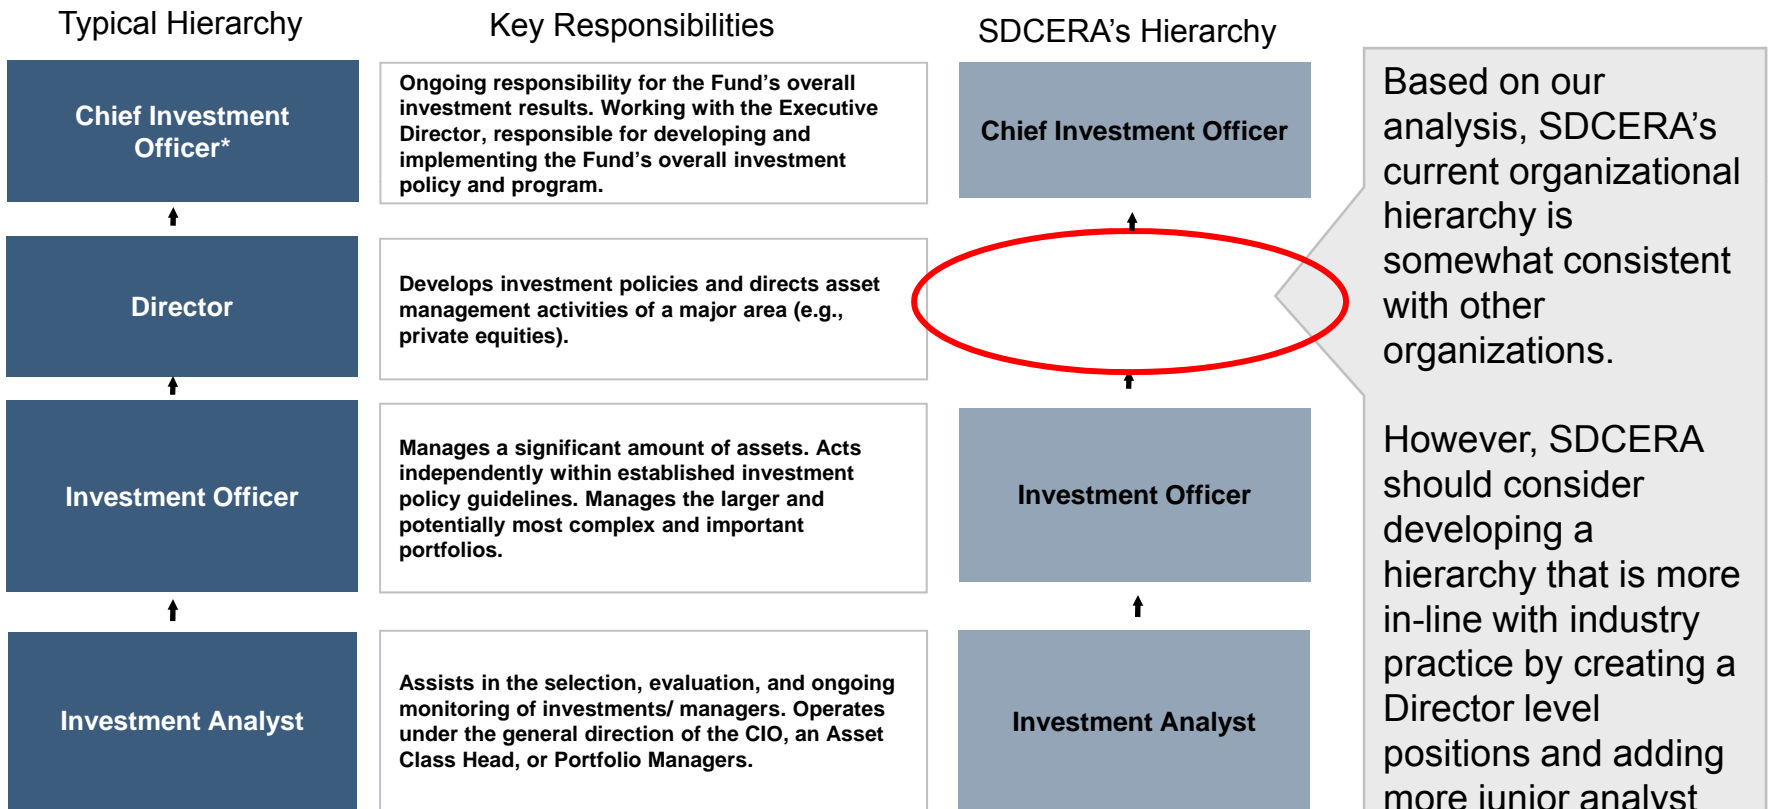 Typical Hierarchy
Key Responsibilities
SDCERA's Hierarchy
Chief Investment
Officer*
Ongoing responsibility for the Fund's overall
investment results. Working with the Executive
Director, responsible for developing and
implementing the Fund's overall investment
policy and program.
Chief Investment Officer
Director
Develops investment policies and directs asset
management activities of a major area (e.g.,
private equities).
Investment Officer
Manages a significant amount of assets. Acts
independently within established investment
policy guidelines. Manages the larger and
potentially most complex and important
portfolios.
Investment Officer
Investment Analyst
Assists in the selection, evaluation, and ongoing
monitoring of investments/ managers. Operates
under the general direction of the CIO, an Asset
Class Head, or Portfolio Managers.
Investment Analyst
Based on our
analysis, SDCERA's
current organizational
hierarchy is
somewhat consistent
with other
organizations.
However, SDCERA
should consider
developing a
hierarchy that is more
in-line with industry
practice by creating a
Director level
positions and adding
more junior analyst